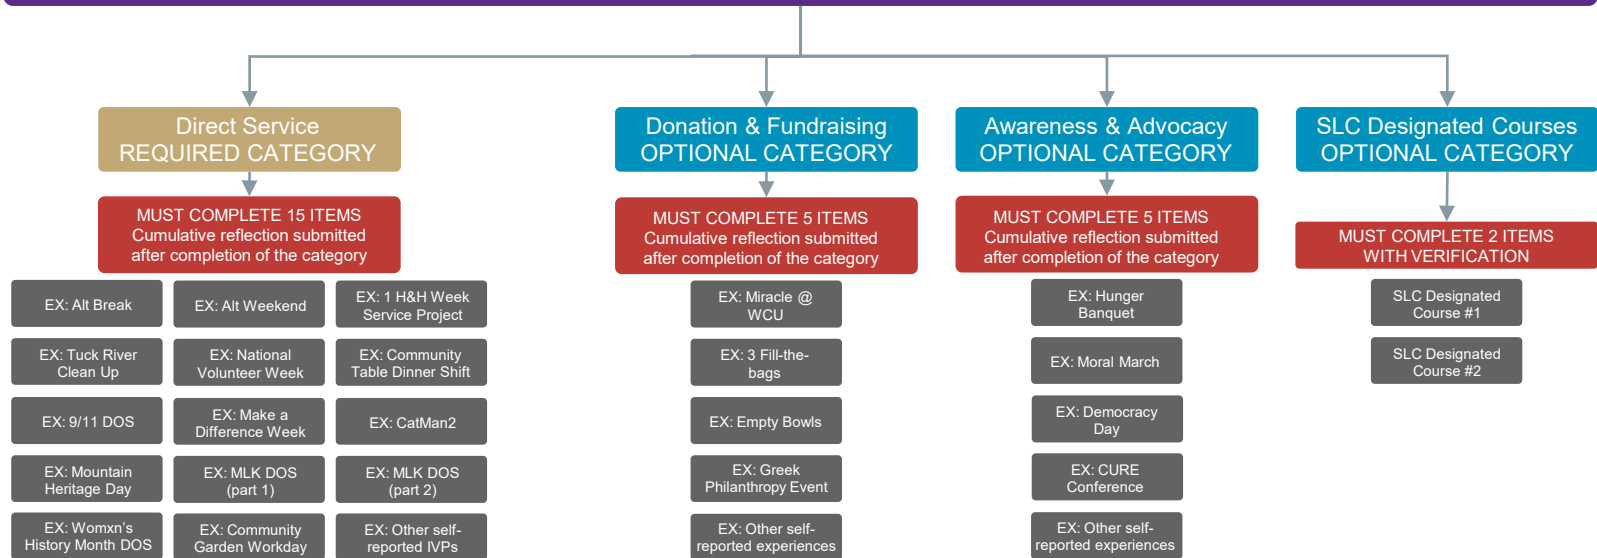 Direct Service
REQUIRED CATEGORY
MUST COMPLETE 15 ITEMS
Cumulative reflection submitted
after completion of the category
EX: Alt Break
EX: Alt Weekend
EX: 1 H&H Week
Service Project
EX: Tuck River
Clean Up
EX: National
Volunteer Week
EX: Community
Table Dinner Shift
EX: 9/11 DOS
EX: Make a
Difference Week
EX: CatMan2
EX: Mountain
Heritage Day
EX: MLK DOS
(part 1)
EX: MLK DOS
(part 2)
EX: Womxn's
History Month DOS
EX: Community
Garden Workday
EX: Other self-
reported IVPs
Donation & Fundraising
OPTIONAL CATEGORY
MUST COMPLETE 5 ITEMS
Cumulative reflection submitted
after completion of the category
EX: Miracle @
WCU
EX: 3 Fill-the-
bags
EX: Empty Bowls
EX: Greek
Philanthropy Event
EX: Other self-
reported experiences
Awareness & Advocacy
OPTIONAL CATEGORY
MUST COMPLETE 5 ITEMS
Cumulative reflection submitted
after completion of the category
EX: Hunger
Banquet
EX: Moral March
EX: Democracy
Day
EX: CURE
Conference
EX: Other self-
reported experiences
SLC Designated Courses
OPTIONAL CATEGORY
MUST COMPLETE 2 ITEMS
WITH VERIFICATION
SLC Designated
Course #1
SLC Designated
Course #2